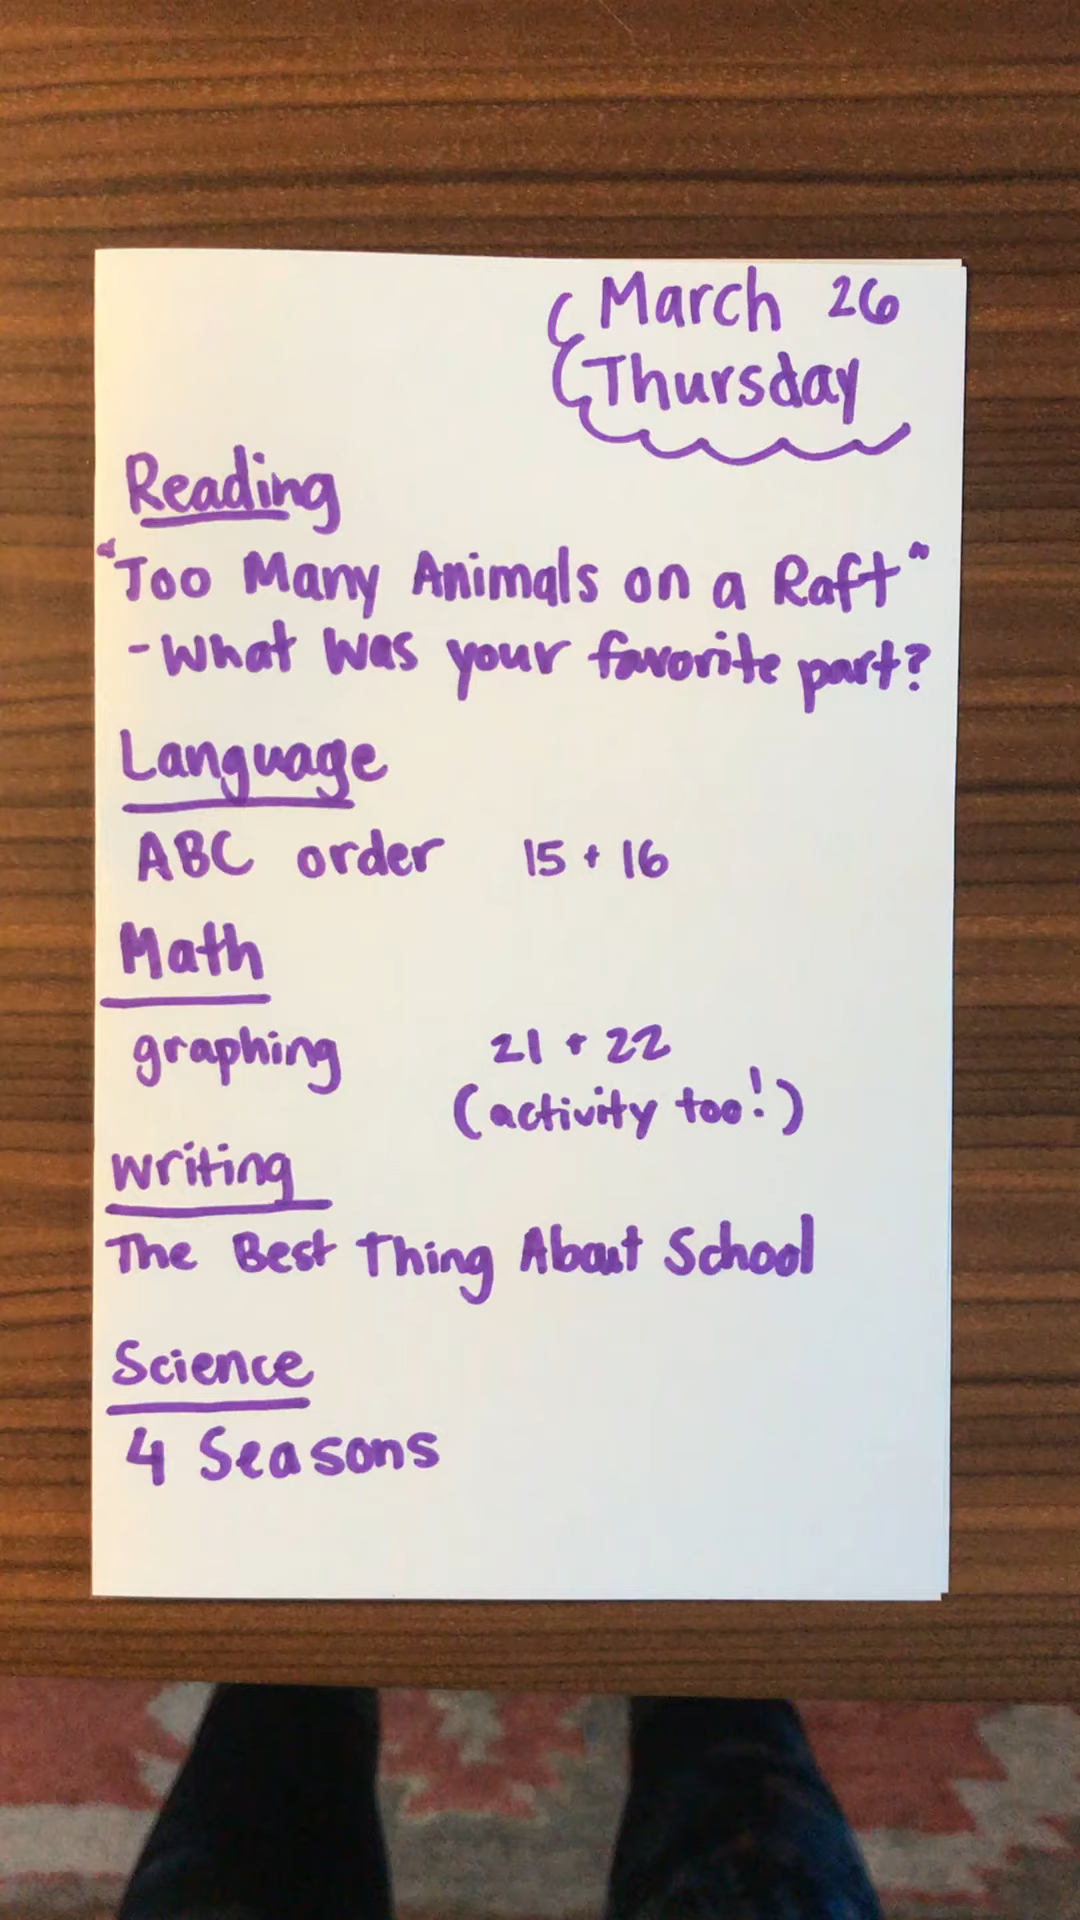 March 26
Thursday
Reading
"Too Many Animals on a Raft"
- What was your favorite part?
Language
ABC order 15 + 16
Math
graphing 21 + 22
(activity too!)
Writing
The Best Thing About School
Science
4 Seasons